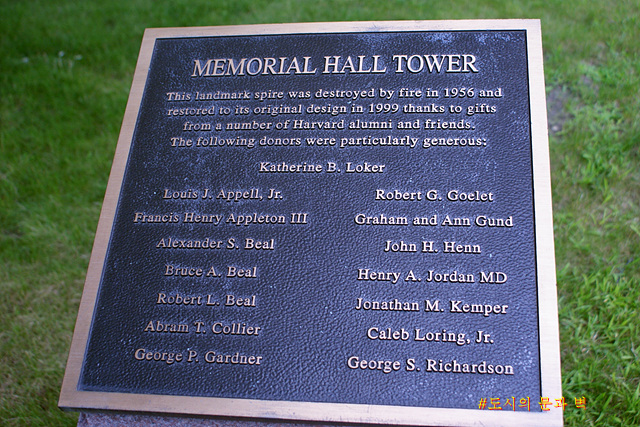 MEMORIAL HALL TOWER
This landmark spire was destroyed by fire in 1956 and
restored to its original design in 1999 thanks to gifts
from a number of Harvard alumni and friends.
The following donors were particularly generous:
Katherine B. Loker
Louis J. Appell, Jr.
Francis Henry Appleton III
Alexander S. Beal
Bruce A. Beal
Robert L. Beal
Abram T. Collier
George P. Gardner
Robert G. Goelet
Graham and Ann Gund
John H. Henn
Henry A. Jordan MD
Jonathan M. Kemper
Caleb Loring, Jr.
George S. Richardson
#도시의 문과 벽